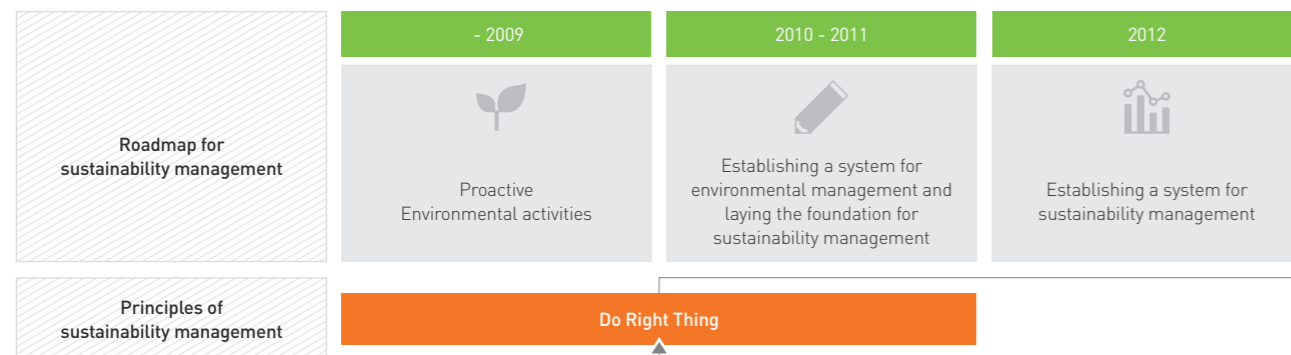 - 2009
2010 - 2011
2012
Roadmap for
sustainability management
Proactive
Environmental activities
Establishing a system for
environmental management and
laying the foundation for
sustainability management
Establishing a system for
sustainability management
Principles of
sustainability management
Do Right Thing